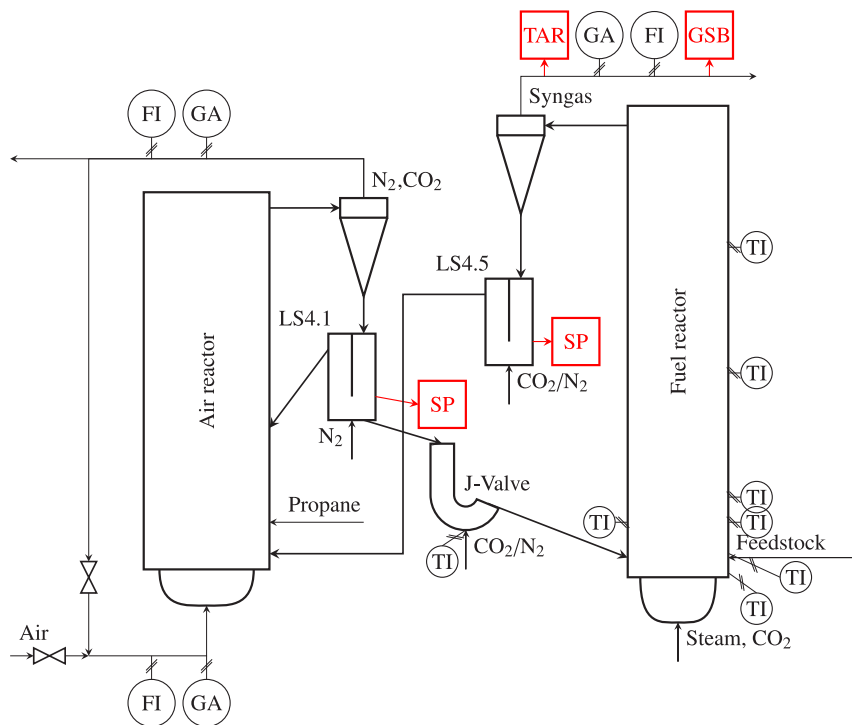 TAR
GA
FI
GSB
Syngas
FI
GA
N₂,CO₂
TI
LS4.5
LS4.1
Air reactor
Fuel reactor
SP
CO₂/N₂
TI
SP
N₂
J-Valve
TI
Propane
TI
TI
CO₂/N₂
TI
Feedstock
TI
TI
Air
Steam, CO₂
FI
GA